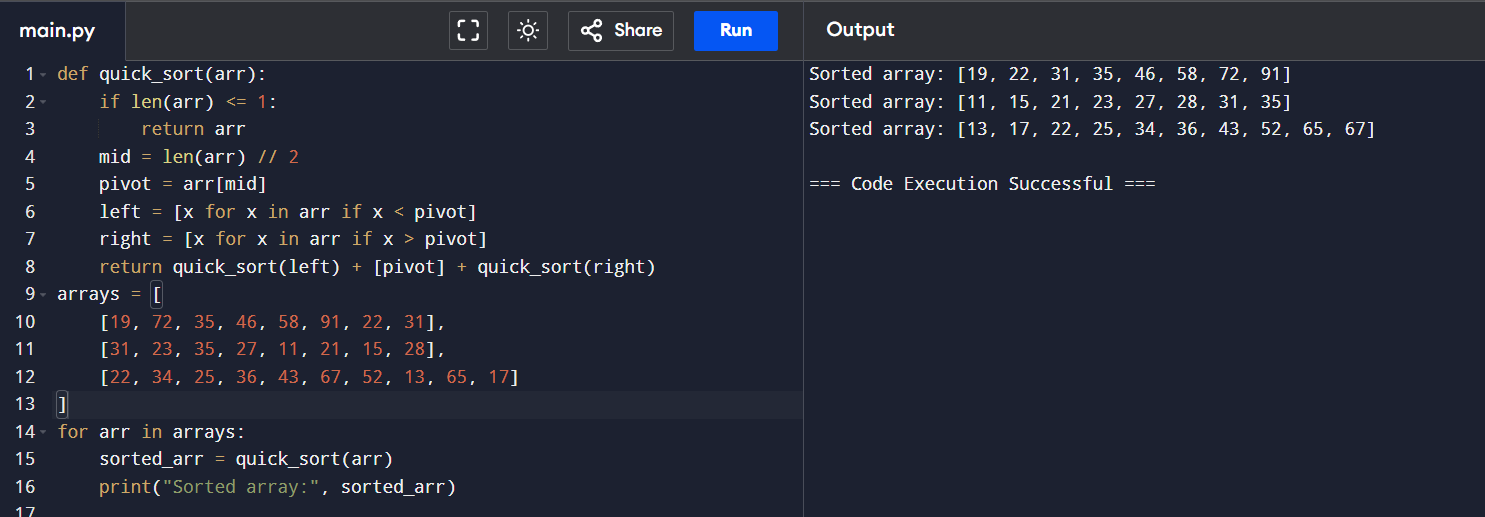 main.py
Share
Run
Output
1 def quick_sort(arr):
2     if len(arr) <= 1:
3         return arr
4     mid = len(arr) // 2
5     pivot = arr[mid]
6     left = [x for x in arr if x < pivot]
7     right = [x for x in arr if x > pivot]
8     return quick_sort(left) + [pivot] + quick_sort(right)
9 arrays = [
10     [19, 72, 35, 46, 58, 91, 22, 31],
11     [31, 23, 35, 27, 11, 21, 15, 28],
12     [22, 34, 25, 36, 43, 67, 52, 13, 65, 17]
13 ]
14 for arr in arrays:
15     sorted_arr = quick_sort(arr)
16     print("Sorted array:", sorted_arr)
17
Sorted array: [19, 22, 31, 35, 46, 58, 72, 91]
Sorted array: [11, 15, 21, 23, 27, 28, 31, 35]
Sorted array: [13, 17, 22, 25, 34, 36, 43, 52, 65, 67]
=== Code Execution Successful ===